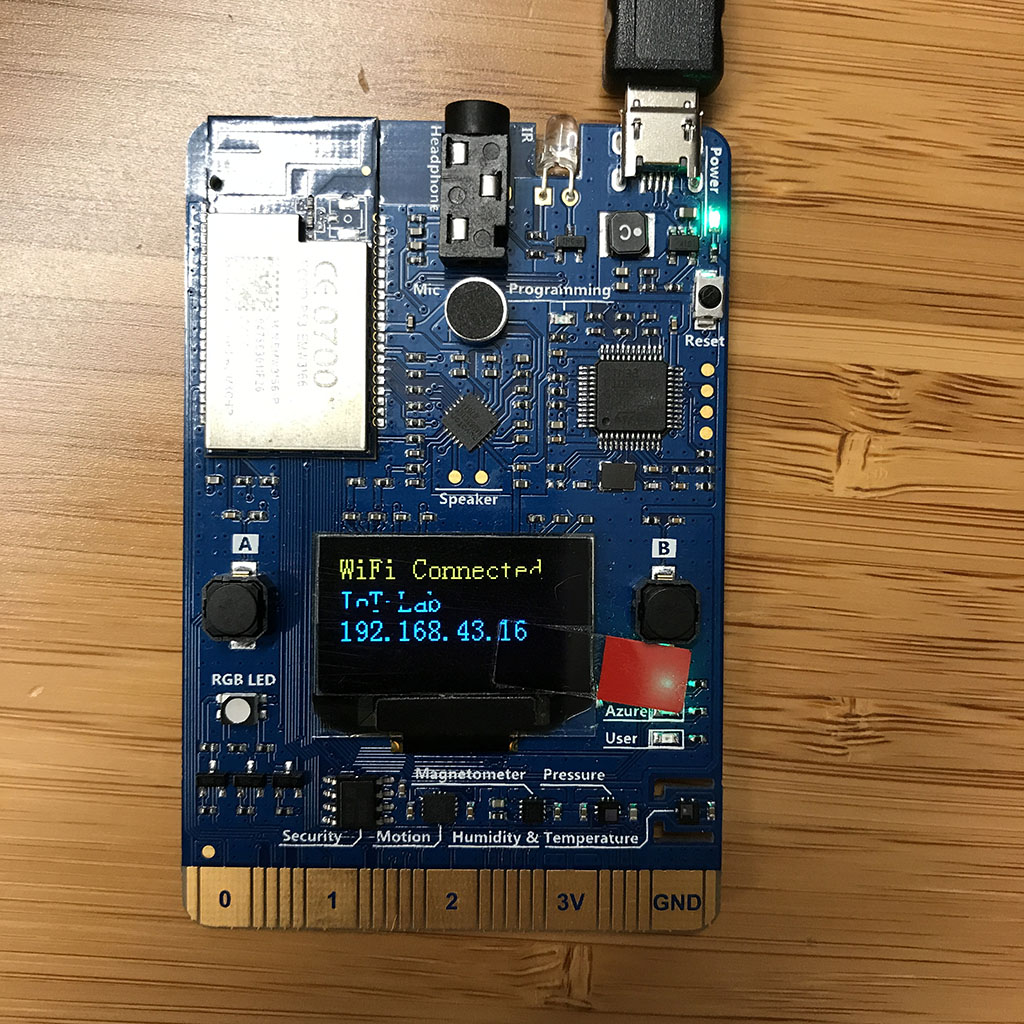 Headphone
IR
Power
Mic
Programming
Reset
Speaker
A
B
WiFi Connected
IoT-Lab
192.168.43.16
RGB LED
Azure
User
Magnetometer
Pressure
Security
Motion
Humidity & Temperature
0
1
2
3V
GND